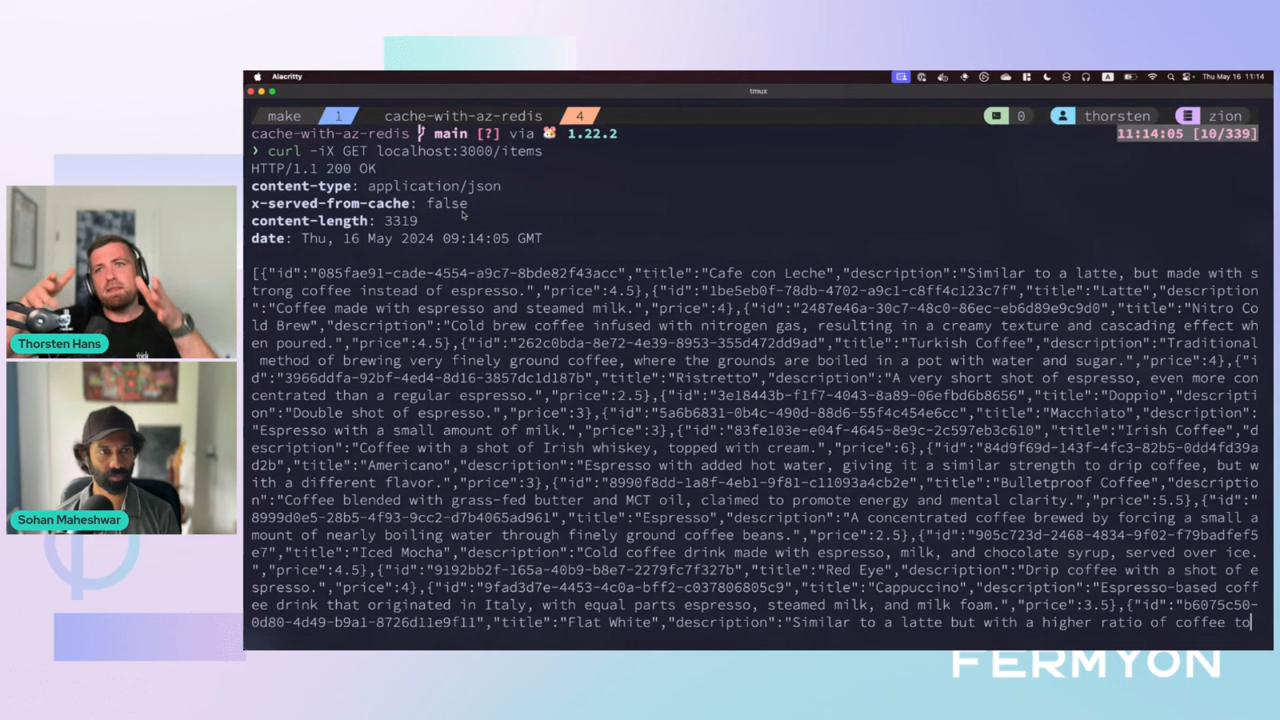 Alacritty
Thu May 16 11:14
tmux
make 1 cache-with-az-redis 4 0 thorsten zion
cache-with-az-redis main [?] via 1.22.2 11:14:05 [10/339]
❯ curl -iX GET localhost:3000/items
HTTP/1.1 200 OK
content-type: application/json
x-served-from-cache: false
content-length: 3319
date: Thu, 16 May 2024 09:14:05 GMT
[{"id":"085fae91-cade-4554-a9c7-8bde82f43acc","title":"Cafe con Leche","description":"Similar to a latte, but made with s
trong coffee instead of espresso.","price":4.5},{"id":"1be5eb0f-78db-4702-a9c1-c8ff4c123c7f","title":"Latte","description
":"Coffee made with espresso and steamed milk.","price":4},{"id":"2487e46a-30c7-48c0-86ec-eb6d89e9c9d0","title":"Nitro Co
ld Brew","description":"Cold brew coffee infused with nitrogen gas, resulting in a creamy texture and cascading effect wh
en poured.","price":4.5},{"id":"262c0bda-8e72-4e39-8953-355d472dd9ad","title":"Turkish Coffee","description":"Traditional
method of brewing very finely ground coffee, where the grounds are boiled in a pot with water and sugar.","price":4},{"i
d":"3966ddfa-92bf-4ed4-8d16-3857dc1d187b","title":"Ristretto","description":"A very short shot of espresso, even more con
centrated than a regular espresso.","price":2.5},{"id":"3e18443b-f1f7-4043-8a89-06efbd6b8656","title":"Doppio","descripti
on":"Double shot of espresso.","price":3},{"id":"5a6b6831-0b4c-490d-88d6-55f4c454e6cc","title":"Macchiato","description":
"Espresso with a small amount of milk.","price":3},{"id":"83fe103e-e04f-4645-8e9c-2c597eb3c610","title":"Irish Coffee","d
escription":"Coffee with a shot of Irish whiskey, topped with cream.","price":6},{"id":"84d9f69d-143f-4fc3-82b5-0dd4fd39a
d2b","title":"Americano","description":"Espresso with added hot water, giving it a similar strength to drip coffee, but w
ith a different flavor.","price":3},{"id":"8990f8dd-1a8f-4eb1-9f81-c11093a4cb2e","title":"Bulletproof Coffee","descriptio
n":"Coffee blended with grass-fed butter and MCT oil, claimed to promote energy and mental clarity.","price":5.5},{"id":"
8999d0e5-28b5-4f93-9cc2-d7b4065ad961","title":"Espresso","description":"A concentrated coffee brewed by forcing a small a
mount of nearly boiling water through finely ground coffee beans.","price":2.5},{"id":"905c723d-2468-4834-9f02-f79badfef5
e7","title":"Iced Mocha","description":"Cold coffee drink made with espresso, milk, and chocolate syrup, served over ice.
","price":4.5},{"id":"9192bb2f-165a-40b9-b8e7-2279fc7f327b","title":"Red Eye","description":"Drip coffee with a shot of e
spresso.","price":4},{"id":"9fad3d7e-4453-4c0a-bff2-c037806805c9","title":"Cappuccino","description":"Espresso-based coff
ee drink that originated in Italy, with equal parts espresso, steamed milk, and milk foam.","price":3.5},{"id":"b6075c50-
0d80-4d49-b9a1-8726d11e9f11","title":"Flat White","description":"Similar to a latte but with a higher ratio of coffee to
Thorsten Hans
Sohan Maheshwar
FERMYON